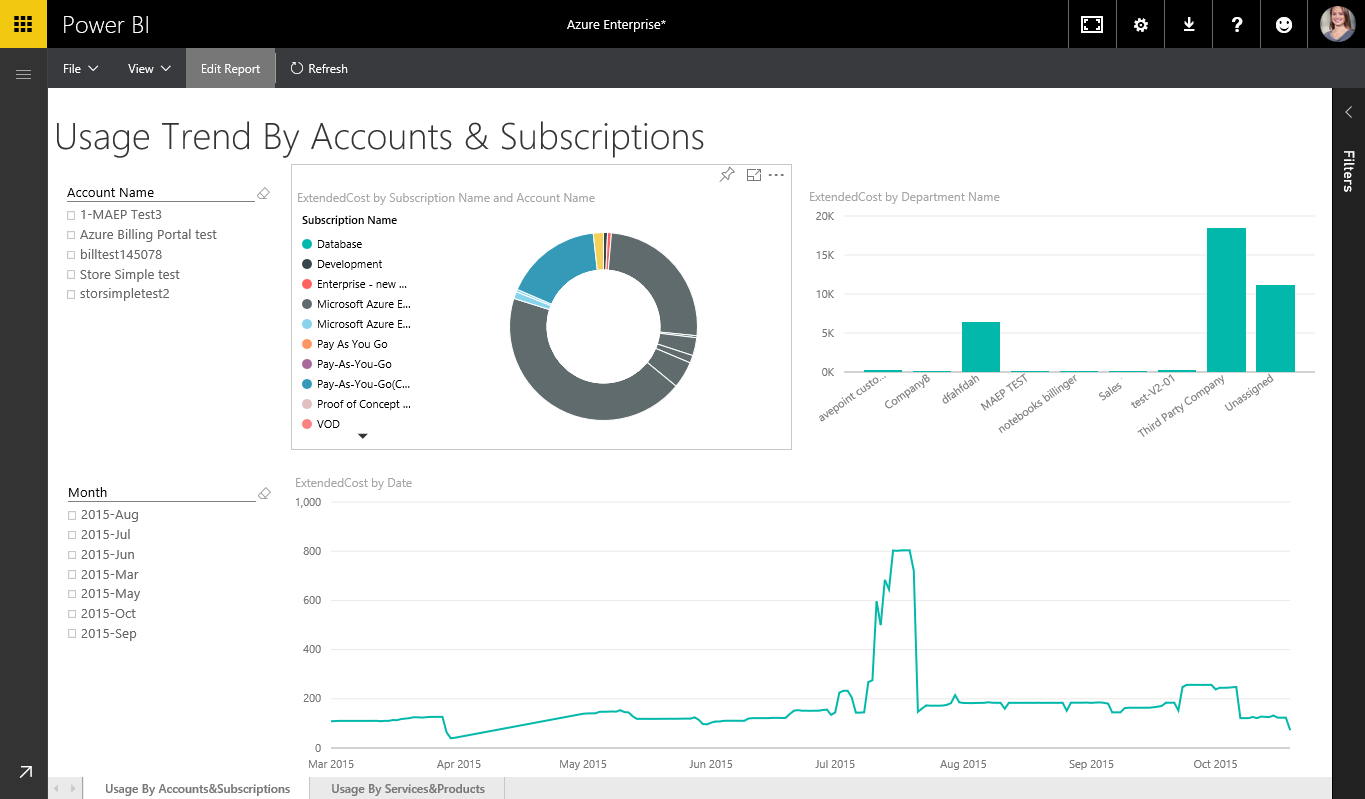 Power BI
Azure Enterprise*
?
File
View
Edit Report
Refresh
Usage Trend By Accounts & Subscriptions
Filters
Account Name
1-MAEP Test3
Azure Billing Portal test
billtest145078
Store Simple test
storsimpletest2
ExtendedCost by Subscription Name and Account Name
Subscription Name
Database
Development
Enterprise - new ...
Microsoft Azure E...
Microsoft Azure E...
Pay As You Go
Pay-As-You-Go
Pay-As-You-Go(C...
Proof of Concept ...
VOD
ExtendedCost by Department Name
20K
15K
10K
5K
0K
avepoint custo...
CompanyB
dfahfdah
MAEP TEST
notebooks billinger
Sales
test-V2-01
Third Party Company
Unassigned
Month
2015-Aug
2015-Jul
2015-Jun
2015-Mar
2015-May
2015-Oct
2015-Sep
ExtendedCost by Date
1,000
800
600
400
200
0
Mar 2015
Apr 2015
May 2015
Jun 2015
Jul 2015
Aug 2015
Sep 2015
Oct 2015
Usage By Accounts&Subscriptions
Usage By Services&Products